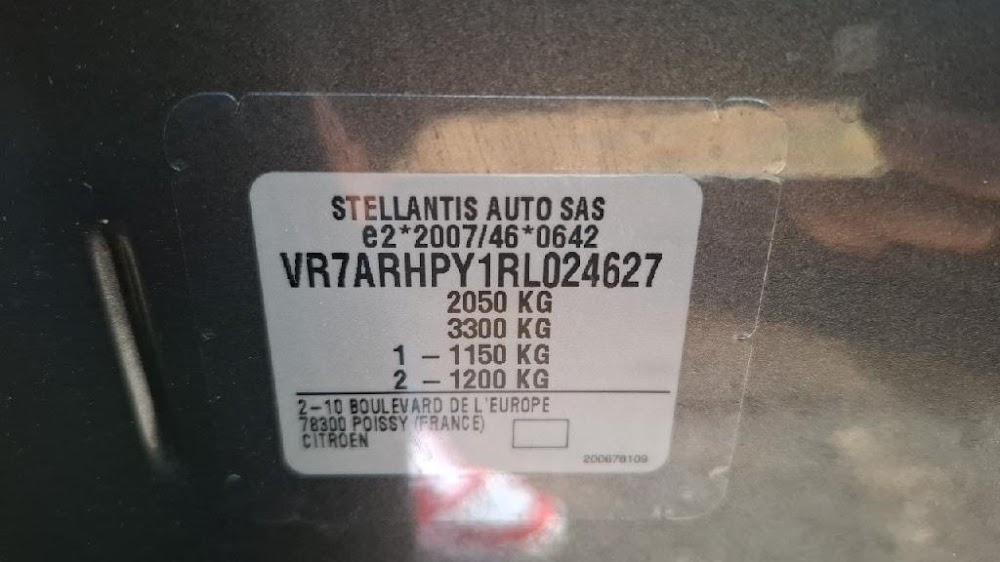 STELLANTIS AUTO SAS
e2*2007/46*0642
VR7ARHPY1RL024627
2050 KG
3300 KG
1 - 1150 KG
2 - 1200 KG
2-10 BOULEVARD DE L'EUROPE
78300 POISSY (FRANCE)
CITROEN
200678109